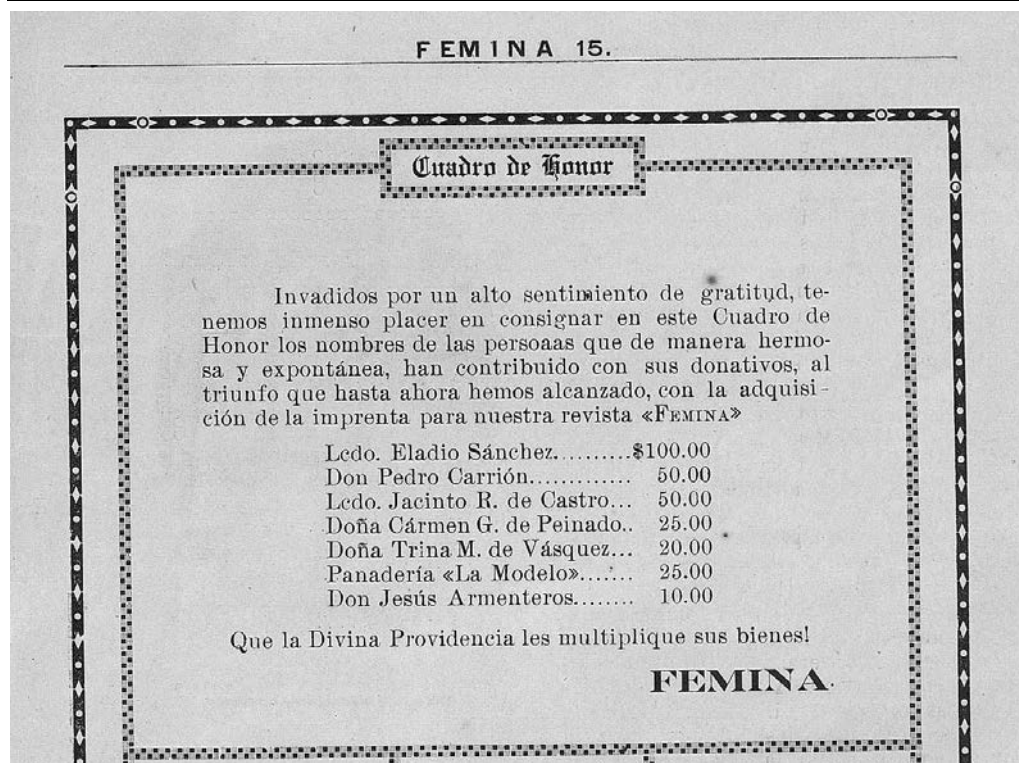 FEMINA 15.
Cuadro de Honor
Invadidos por un alto sentimiento de gratitud, te-
nemos inmenso placer en consignar en este Cuadro de
Honor los nombres de las persoaas que de manera hermo-
sa y expontánea, han contribuido con sus donativos, al
triunfo que hasta ahora hemos alcanzado, con la adquisi-
ción de la imprenta para nuestra revista «FEMINA»
Lcdo. Eladio Sánchez.........$100.00
Don Pedro Carrión............. 50.00
Lcdo. Jacinto R. de Castro... 50.00
Doña Cármen G. de Peinado.. 25.00
Doña Trina M. de Vásquez... 20.00
Panadería «La Modelo»....... 25.00
Don Jesús Armenteros........ 10.00
Que la Divina Providencia les multiplique sus bienes!
FEMINA.